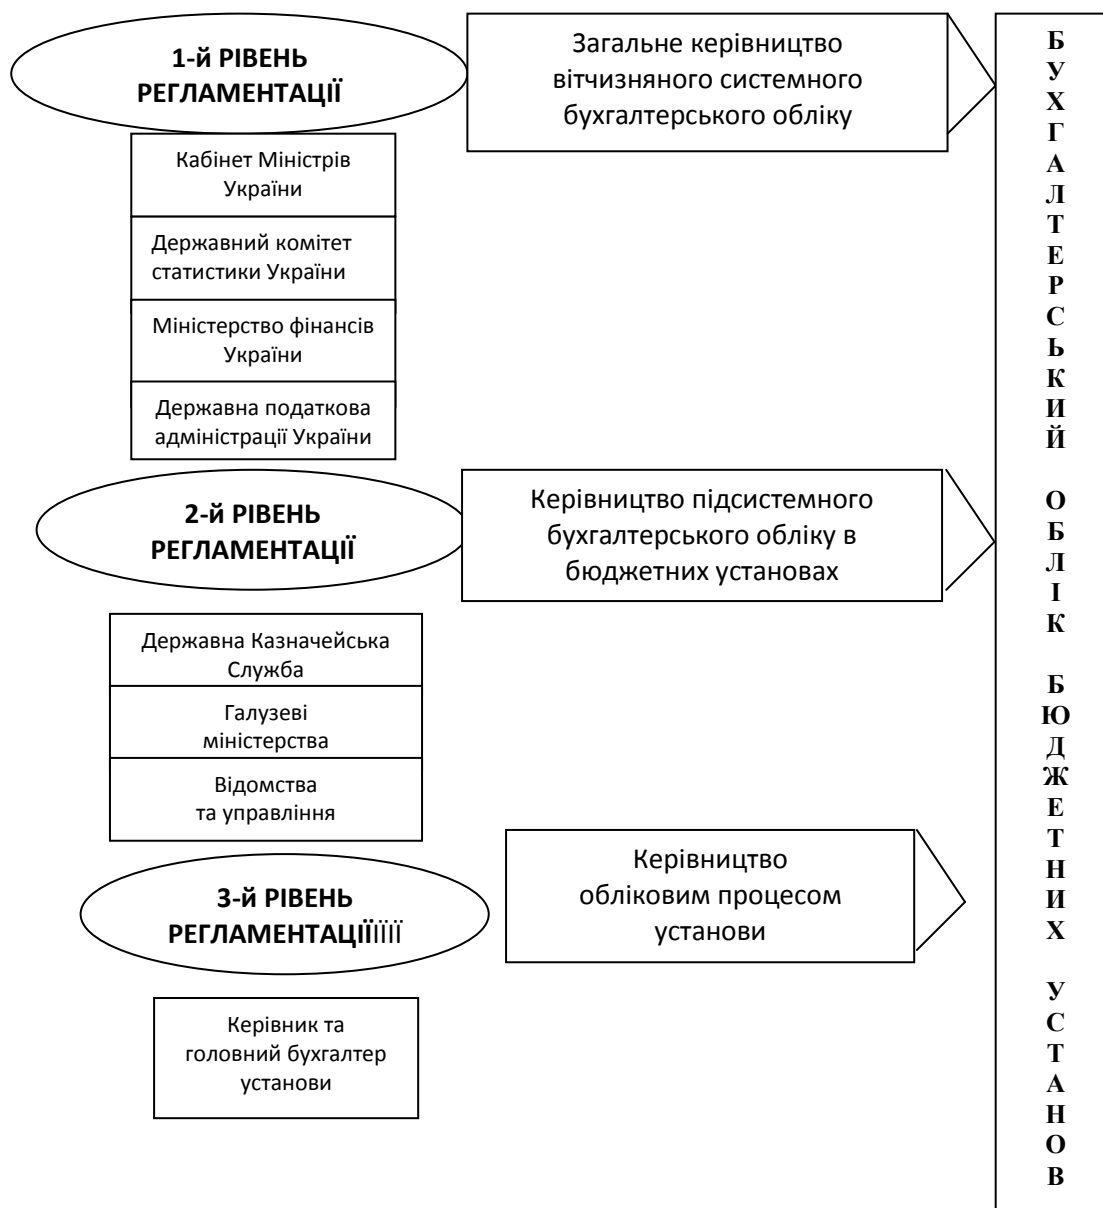 1-й РІВЕНЬ
РЕГЛАМЕНТАЦІЇ
Загальне керівництво
вітчизняного системного
бухгалтерського обліку
Кабінет Міністрів
України
Державний комітет
статистики України
Міністерство фінансів
України
Державна податкова
адміністрації України
2-й РІВЕНЬ
РЕГЛАМЕНТАЦІЇ
Керівництво підсистемного
бухгалтерського обліку в
бюджетних установах
Державна Казначейська
Служба
Галузеві
міністерства
Відомства
та управління
3-й РІВЕНЬ
РЕГЛАМЕНТАЦІЇЇЇЇЇ
Керівництво
обліковим процесом
установи
Керівник та
головний бухгалтер
установи
БУХГАЛТЕРСЬКИЙ ОБЛІК БЮДЖЕТНИХ УСТАНОВ